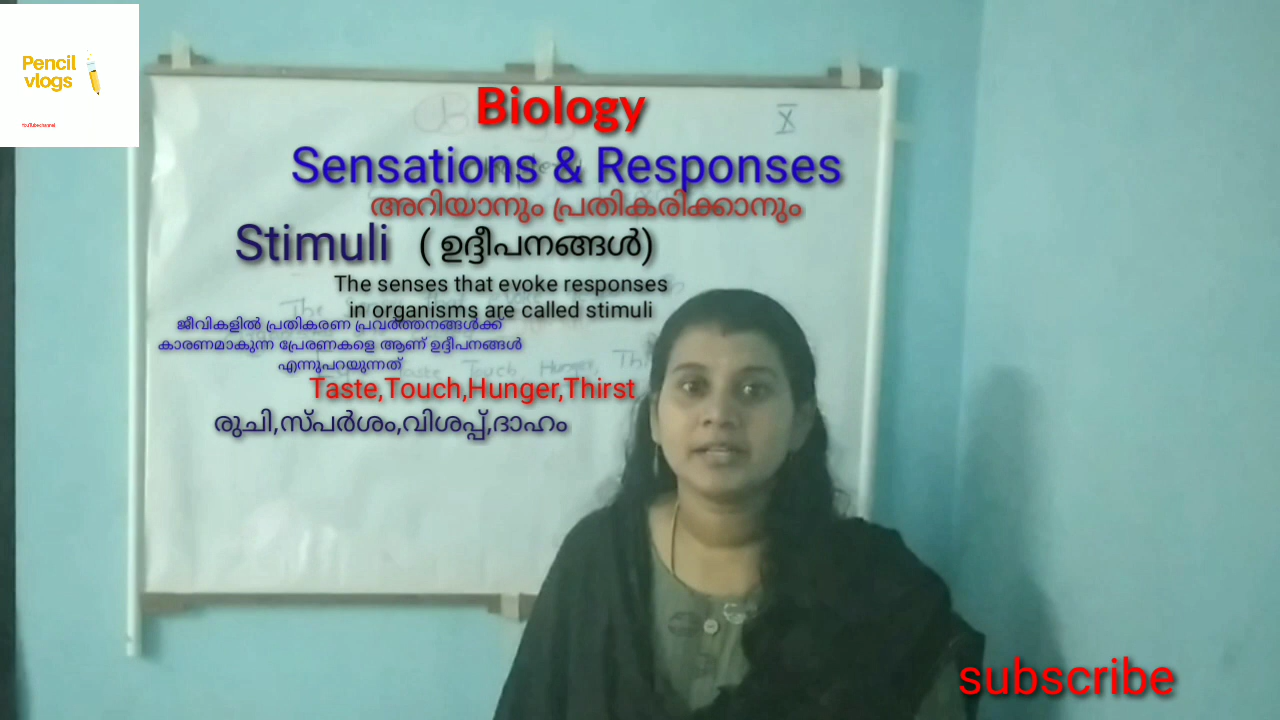 Pencil
vlogs
YouTube channel
Biology
X
Sensations & Responses
അറിയാനും പ്രതികരിക്കാനും
Stimuli ( ഉദ്ദീപനങ്ങൾ)
The senses that evoke responses
in organisms are called stimuli
ജീവികളിൽ പ്രതികരണ പ്രവർത്തനങ്ങൾക്ക്
കാരണമാകുന്ന പ്രേരണകളെ ആണ് ഉദ്ദീപനങ്ങൾ
എന്നുപറയുന്നത്
Taste,Touch,Hunger,Thirst
രുചി,സ്പർശം,വിശപ്പ്,ദാഹം
subscribe